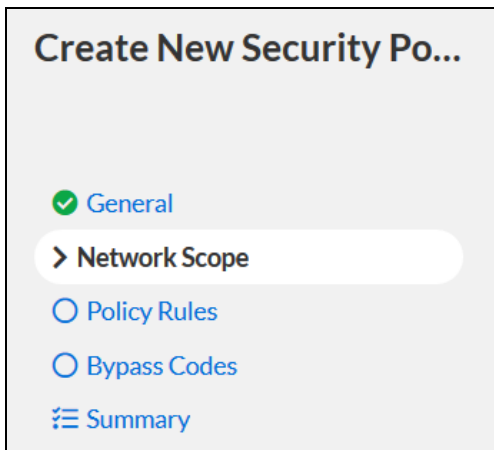 Create New Security Po...
General
Network Scope
Policy Rules
Bypass Codes
Summary